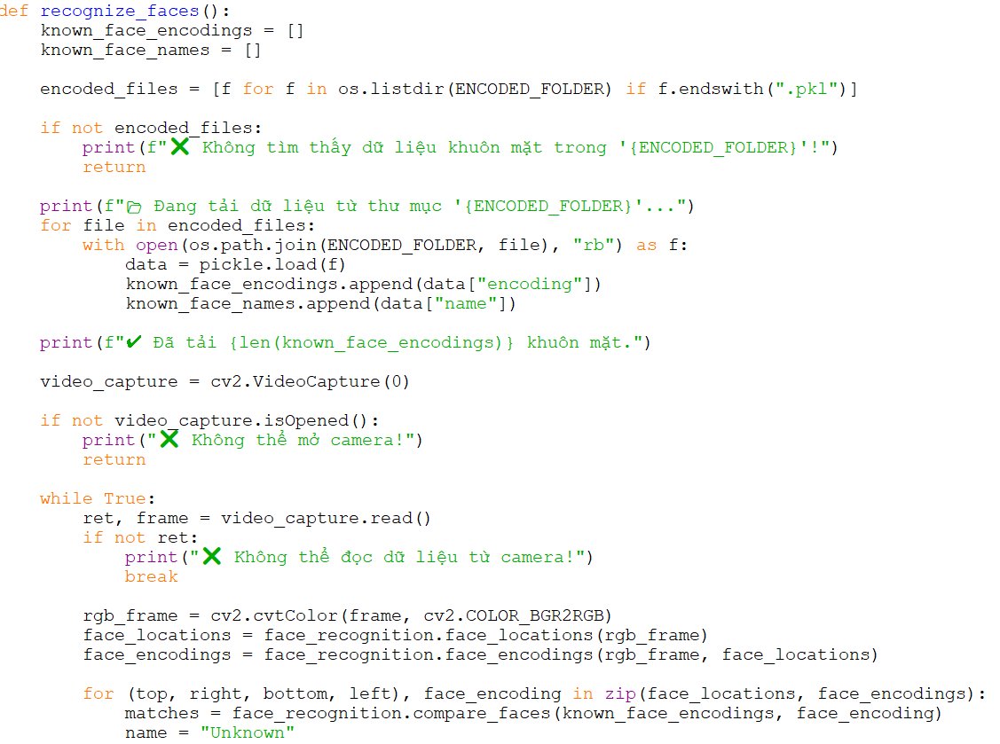 def recognize_faces():
    known_face_encodings = []
    known_face_names = []

    encoded_files = [f for f in os.listdir(ENCODED_FOLDER) if f.endswith(".pkl")]

    if not encoded_files:
        print(f"❌ Không tìm thấy dữ liệu khuôn mặt trong '{ENCODED_FOLDER}'!")
        return

    print(f"📂 Đang tải dữ liệu từ thư mục '{ENCODED_FOLDER}'...")
    for file in encoded_files:
        with open(os.path.join(ENCODED_FOLDER, file), "rb") as f:
            data = pickle.load(f)
            known_face_encodings.append(data["encoding"])
            known_face_names.append(data["name"])

    print(f"✔ Đã tải {len(known_face_encodings)} khuôn mặt.")

    video_capture = cv2.VideoCapture(0)

    if not video_capture.isOpened():
        print("❌ Không thể mở camera!")
        return

    while True:
        ret, frame = video_capture.read()
        if not ret:
            print("❌ Không thể đọc dữ liệu từ camera!")
            break

        rgb_frame = cv2.cvtColor(frame, cv2.COLOR_BGR2RGB)
        face_locations = face_recognition.face_locations(rgb_frame)
        face_encodings = face_recognition.face_encodings(rgb_frame, face_locations)

        for (top, right, bottom, left), face_encoding in zip(face_locations, face_encodings):
            matches = face_recognition.compare_faces(known_face_encodings, face_encoding)
            name = "Unknown"